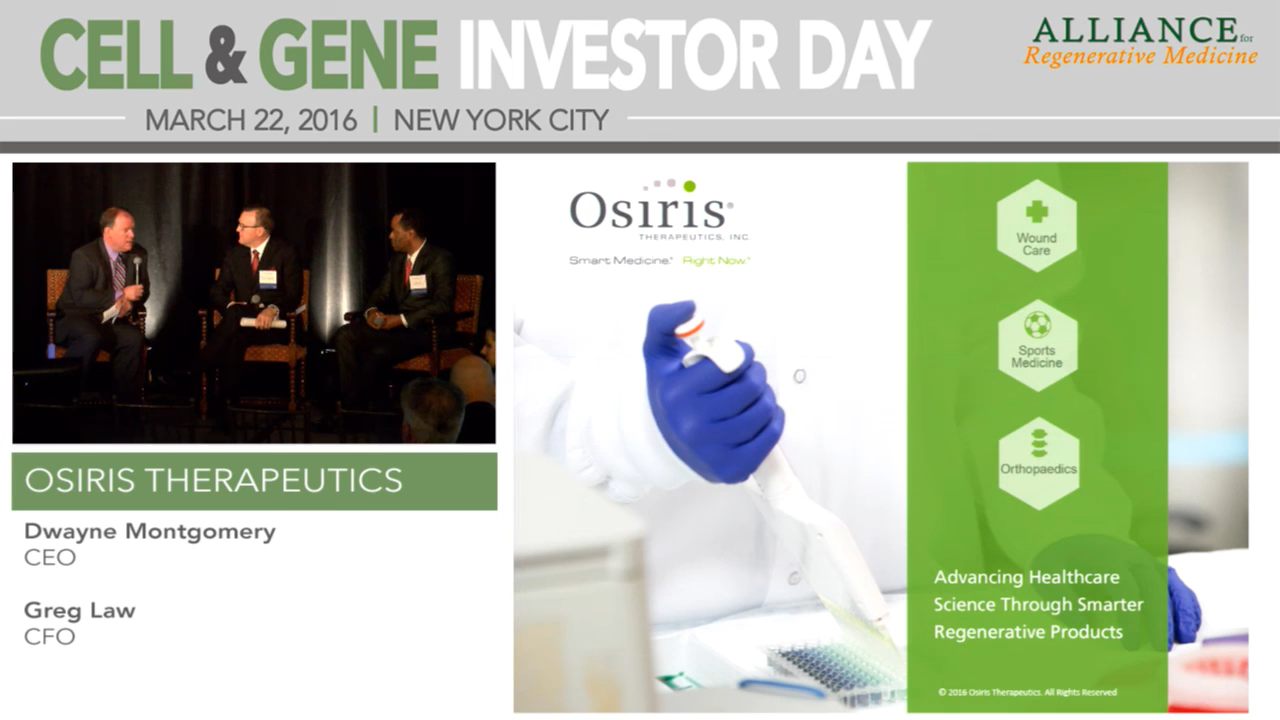 CELL & GENE INVESTOR DAY
MARCH 22, 2016 | NEW YORK CITY
ALLIANCE for
Regenerative Medicine
OSIRIS THERAPEUTICS
Dwayne Montgomery
CEO
Greg Law
CFO
Osiris®
THERAPEUTICS, INC.
Smart Medicine.® Right Now.®
Wound
Care
Sports
Medicine
Orthopaedics
Advancing Healthcare
Science Through Smarter
Regenerative Products
© 2016 Osiris Therapeutics. All Rights Reserved